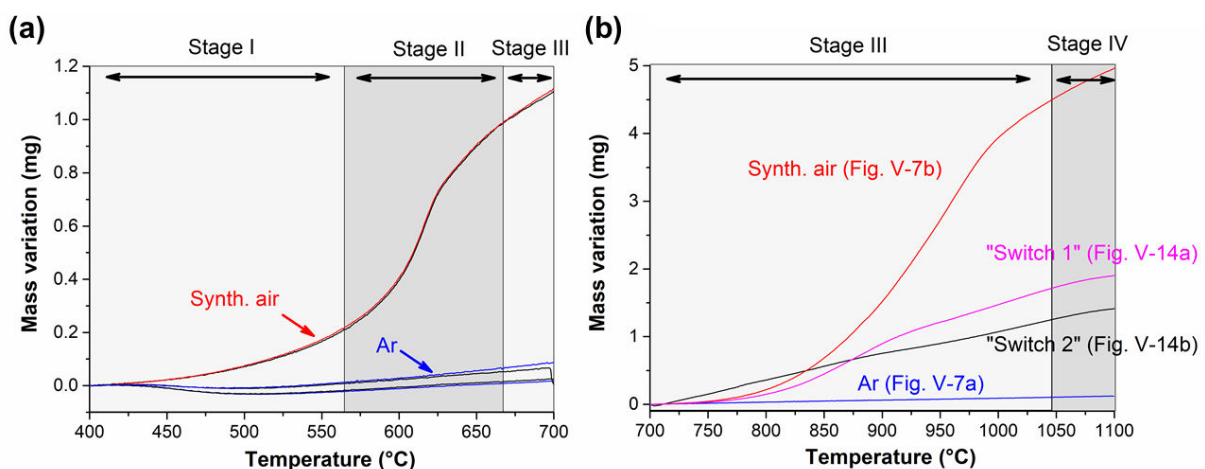 (a)
Stage I
Stage II
Stage III
1.2
1.0
0.8
0.6
0.4
0.2
0.0
Mass variation (mg)
Synth. air
Ar
400 450 500 550 600 650 700
Temperature (°C)
(b)
Stage III
Stage IV
5
4
3
2
1
0
Mass variation (mg)
Synth. air (Fig. V-7b)
"Switch 1" (Fig. V-14a)
"Switch 2" (Fig. V-14b)
Ar (Fig. V-7a)
700 750 800 850 900 950 1000 1050 1100
Temperature (°C)